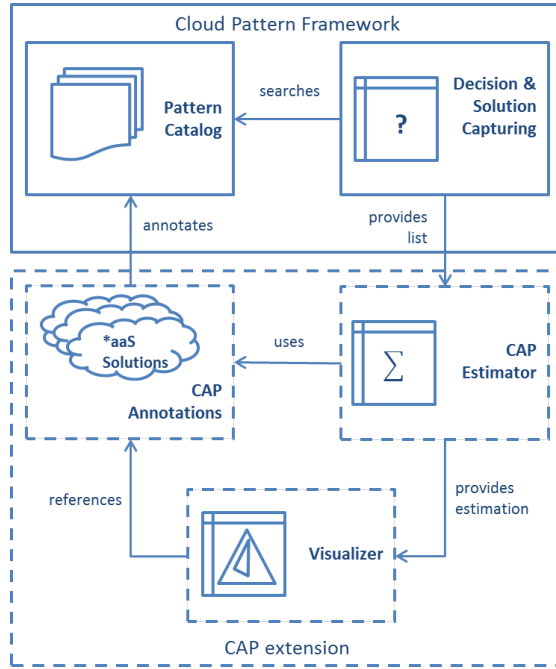 Cloud Pattern Framework
Pattern
Catalog
searches
?
Decision &
Solution
Capturing
annotates
provides
list
*aaS
Solutions
CAP
Annotations
uses
∑
CAP
Estimator
references
provides
estimation
Visualizer
CAP extension